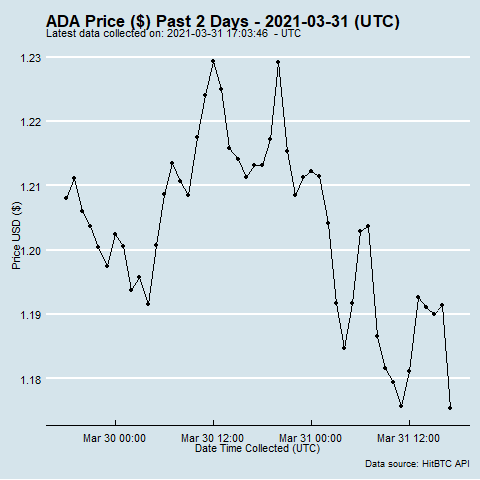 ADA Price ($) Past 2 Days - 2021-03-31 (UTC)
Latest data collected on: 2021-03-31 17:03:46 - UTC
1.23
1.22
1.21
1.20
1.19
1.18
Price USD ($)
Mar 30 00:00 Mar 30 12:00 Mar 31 00:00 Mar 31 12:00
Date Time Collected (UTC)
Data source: HitBTC API